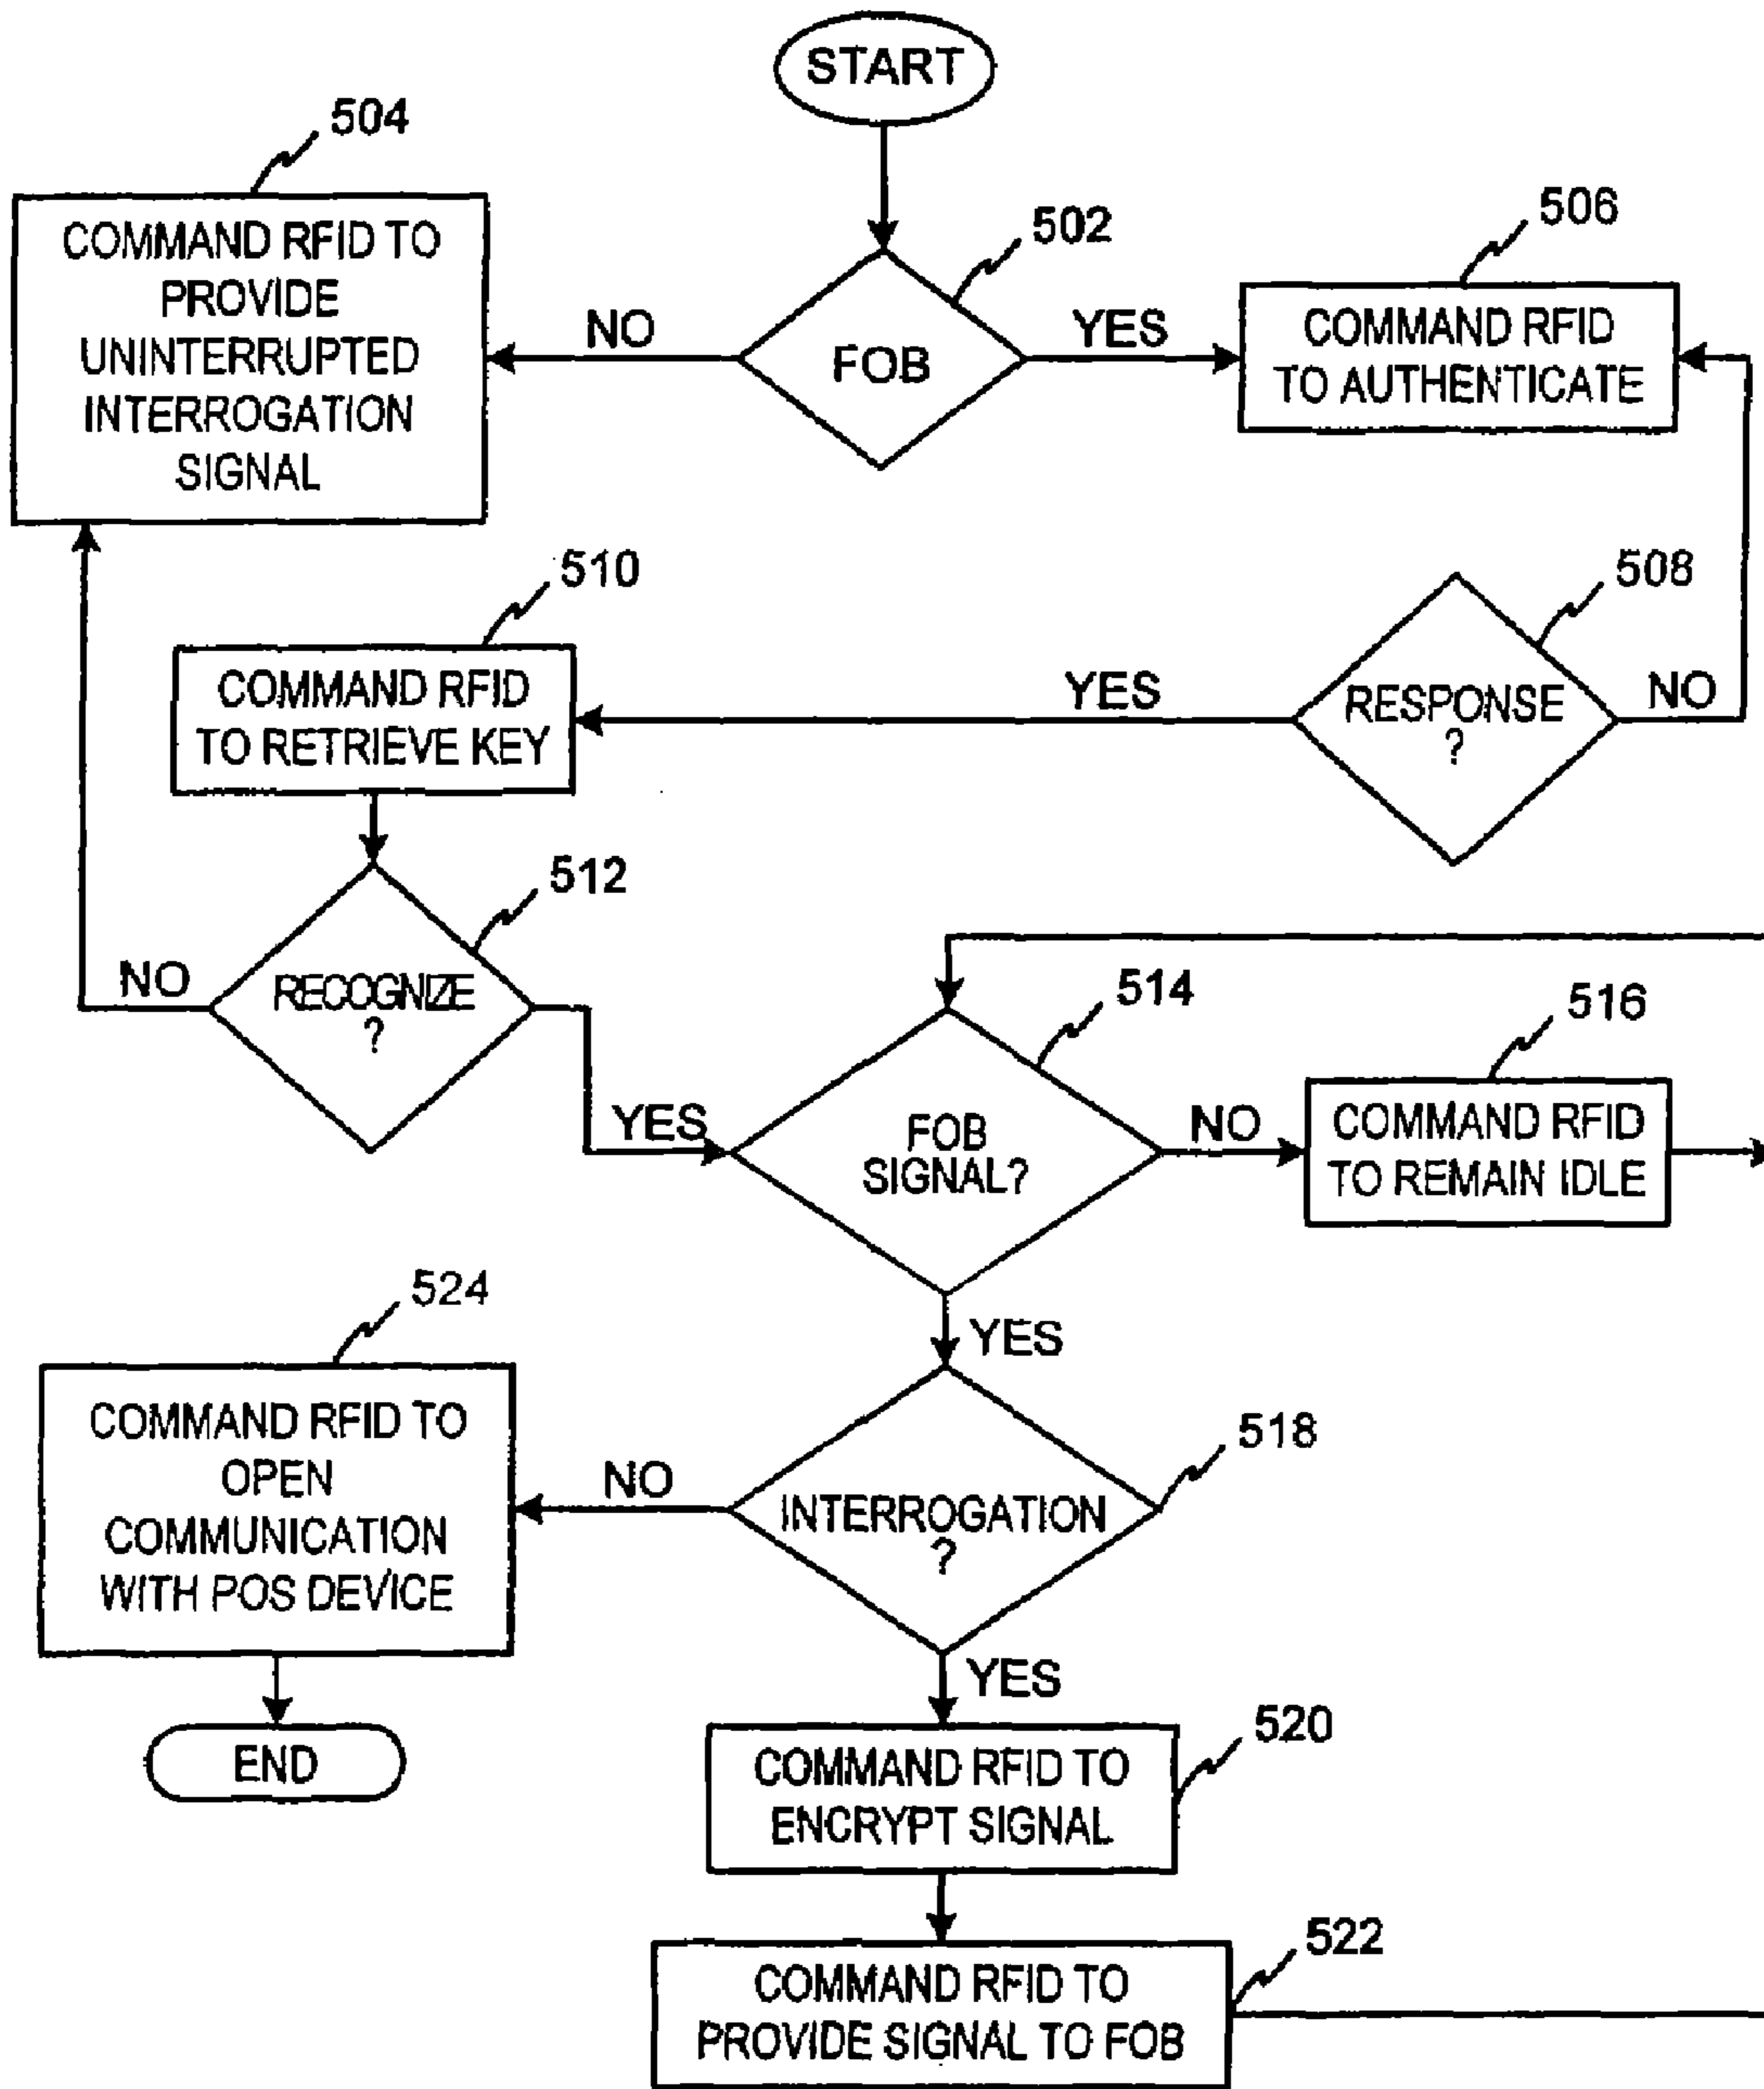 START
504
COMMAND RFID TO
PROVIDE
UNINTERRUPTED
INTERROGATION
SIGNAL
NO
502
FOB
YES
506
COMMAND RFID
TO AUTHENTICATE
510
COMMAND RFID
TO RETRIEVE KEY
YES
508
RESPONSE
?
NO
512
RECOGNIZE
?
NO
YES
514
FOB
SIGNAL?
NO
516
COMMAND RFID
TO REMAIN IDLE
YES
524
COMMAND RFID TO
OPEN
COMMUNICATION
WITH POS DEVICE
NO
518
INTERROGATION
?
YES
END
520
COMMAND RFID TO
ENCRYPT SIGNAL
522
COMMAND RFID TO
PROVIDE SIGNAL TO FOB